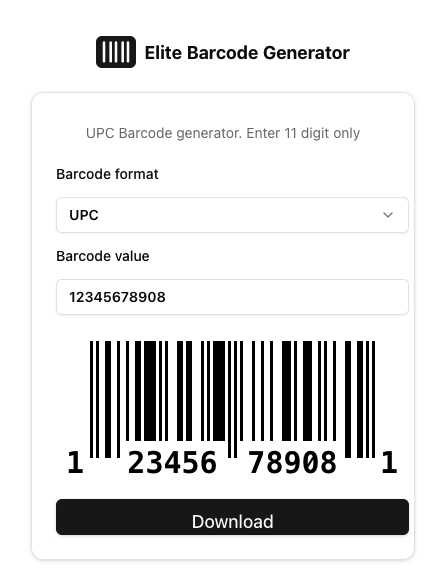 Elite Barcode Generator
UPC Barcode generator. Enter 11 digit only
Barcode format
UPC
Barcode value
12345678908
1 23456 78908 1
Download